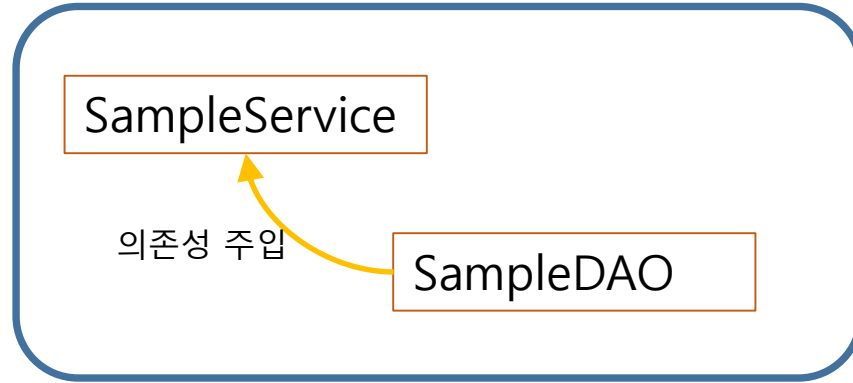 SampleService
의존성 주입
SampleDAO